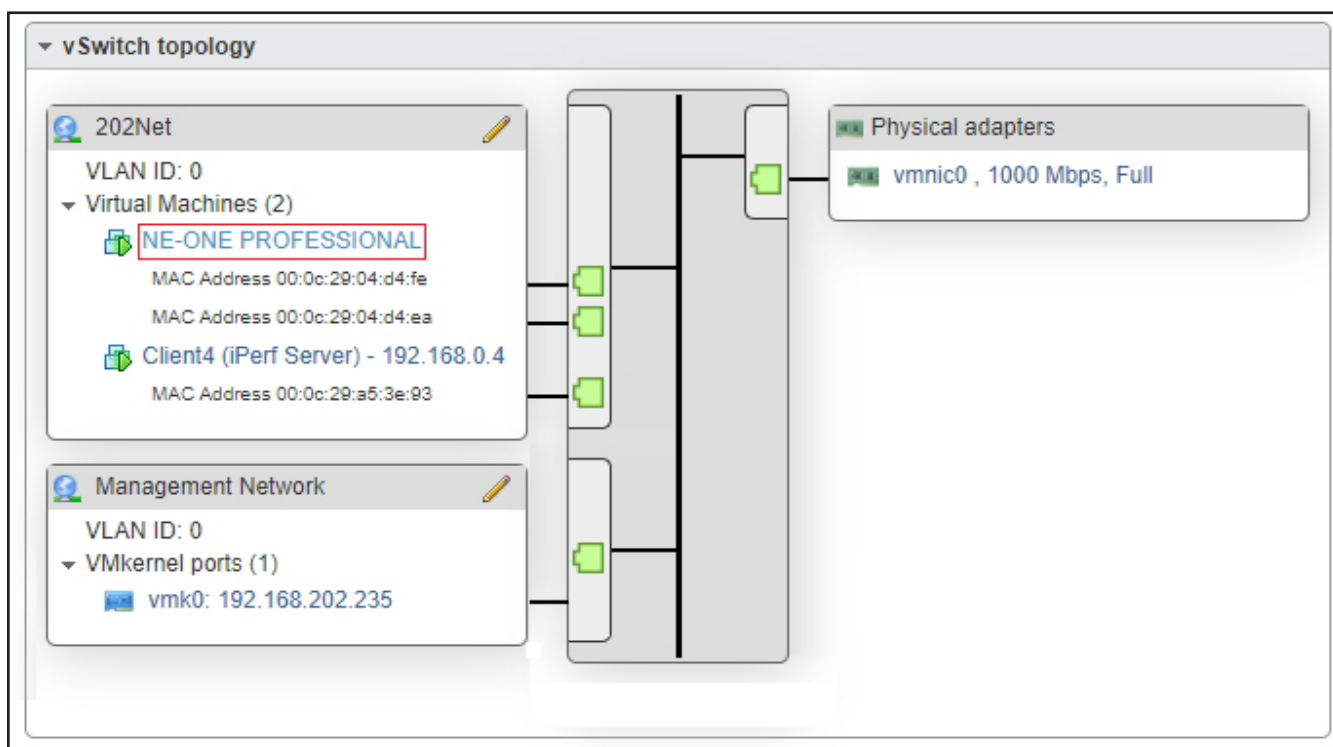 vSwitch topology
202Net
VLAN ID: 0
Virtual Machines (2)
NE-ONE PROFESSIONAL
MAC Address 00:0c:29:04:d4:fe
MAC Address 00:0c:29:04:d4:ea
Client4 (iPerf Server) - 192.168.0.4
MAC Address 00:0c:29:a5:3e:93
Management Network
VLAN ID: 0
VMkernel ports (1)
vmk0: 192.168.202.235
Physical adapters
vmnic0 , 1000 Mbps, Full